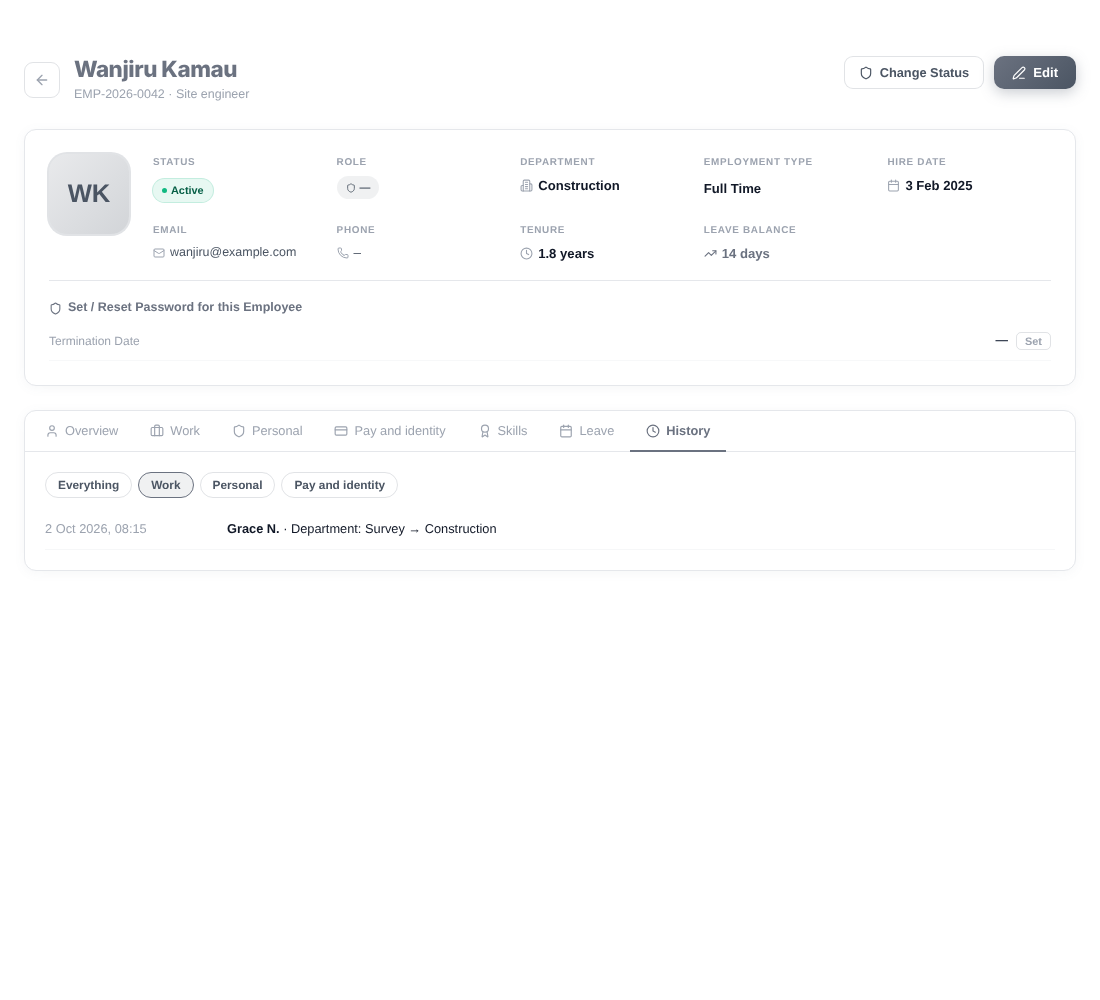 Wanjiru Kamau
EMP-2026-0042 · Site engineer
Change Status
Edit
WK
STATUS
Active
ROLE
—
DEPARTMENT
Construction
EMPLOYMENT TYPE
Full Time
HIRE DATE
3 Feb 2025
EMAIL
wanjiru@example.com
PHONE
–
TENURE
1.8 years
LEAVE BALANCE
14 days
Set / Reset Password for this Employee
Termination Date — Set
Overview Work Personal Pay and identity Skills Leave History
Everything Work Personal Pay and identity
2 Oct 2026, 08:15 Grace N. · Department: Survey → Construction